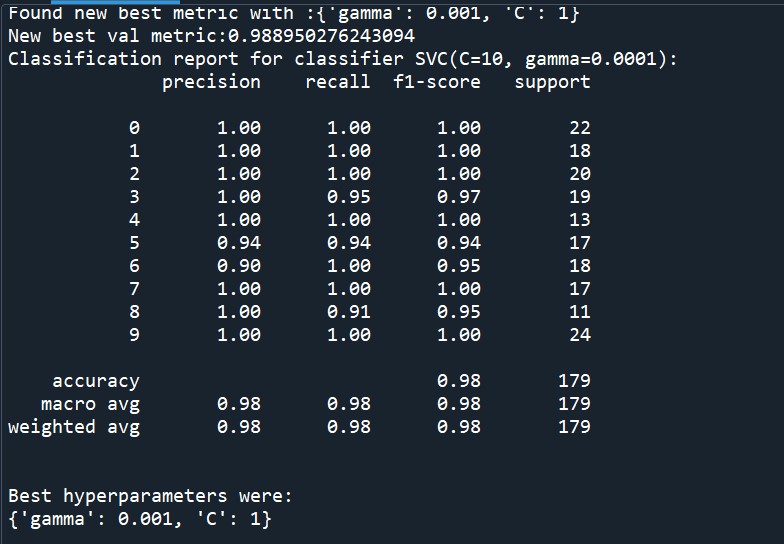 Found new best metric with :{'gamma': 0.001, 'C': 1}
New best val metric:0.988950276243094
Classification report for classifier SVC(C=10, gamma=0.0001):
precision recall f1-score support
0 1.00 1.00 1.00 22
1 1.00 1.00 1.00 18
2 1.00 1.00 1.00 20
3 1.00 0.95 0.97 19
4 1.00 1.00 1.00 13
5 0.94 0.94 0.94 17
6 0.90 1.00 0.95 18
7 1.00 1.00 1.00 17
8 1.00 0.91 0.95 11
9 1.00 1.00 1.00 24
accuracy 0.98 179
macro avg 0.98 0.98 0.98 179
weighted avg 0.98 0.98 0.98 179
Best hyperparameters were:
{'gamma': 0.001, 'C': 1}